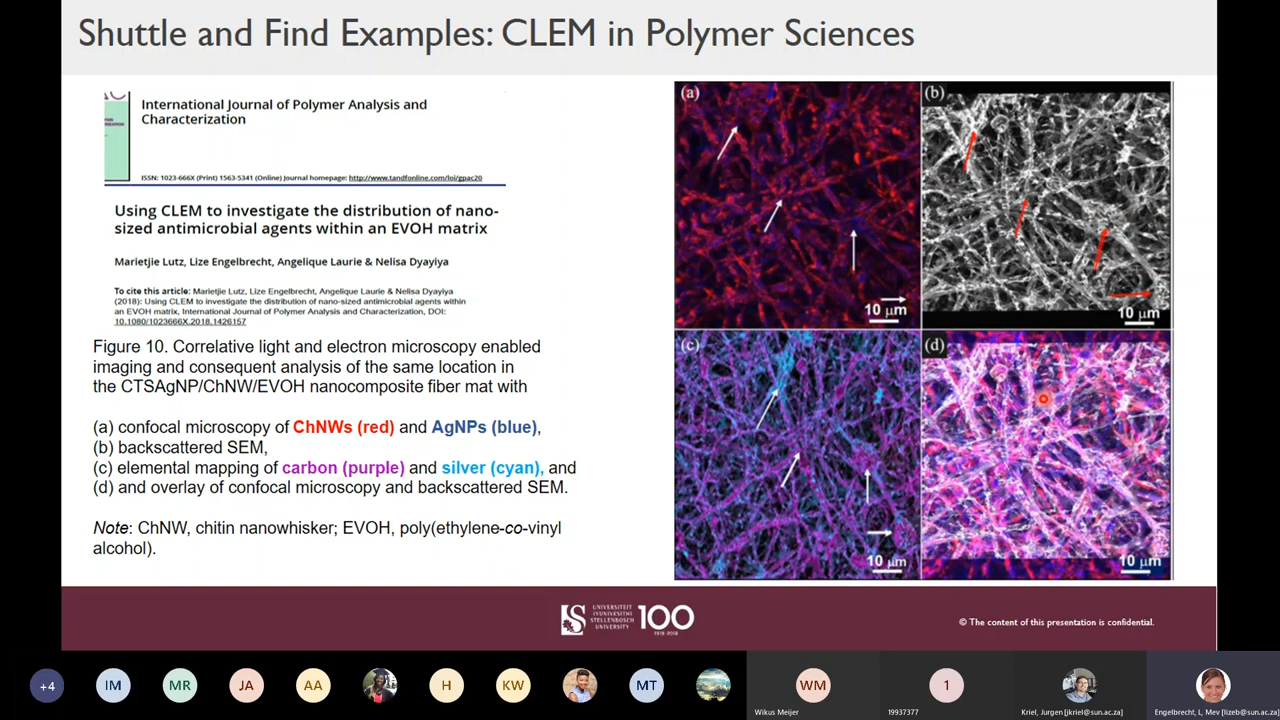 Shuttle and Find Examples: CLEM in Polymer Sciences
International Journal of Polymer Analysis and
Characterization
ISSN: 1023-666X (Print) 1563-5341 (Online) Journal homepage: http://www.tandfonline.com/loi/gpac20
Using CLEM to investigate the distribution of nano-
sized antimicrobial agents within an EVOH matrix
Marietjie Lutz, Lize Engelbrecht, Angelique Laurie & Nelisa Dyayiya
To cite this article: Marietjie Lutz, Lize Engelbrecht, Angelique Laurie & Nelisa Dyayiya
(2018): Using CLEM to investigate the distribution of nano-sized antimicrobial agents within
an EVOH matrix, International Journal of Polymer Analysis and Characterization, DOI:
10.1080/1023666X.2018.1426157
Figure 10. Correlative light and electron microscopy enabled
imaging and consequent analysis of the same location in
the CTSAgNP/ChNW/EVOH nanocomposite fiber mat with
(a) confocal microscopy of ChNWs (red) and AgNPs (blue),
(b) backscattered SEM,
(c) elemental mapping of carbon (purple) and silver (cyan), and
(d) and overlay of confocal microscopy and backscattered SEM.
Note: ChNW, chitin nanowhisker; EVOH, poly(ethylene-co-vinyl
alcohol).
(a)
10 μm
(b)
10 μm
(c)
10 μm
(d)
10 μm
UNIVERSITEIT
IYUNIVESITHI
STELLENBOSCH
UNIVERSITY
100
1918·2018
© The content of this presentation is confidential.
+4
IM
MR
JA
AA
H
KW
MT
WM
Wikus Meijer
1
19937377
Kriel, Jurgen [jkriel@sun.ac.za]
Engelbrecht, L, Mev [lizeb@sun.ac.za]